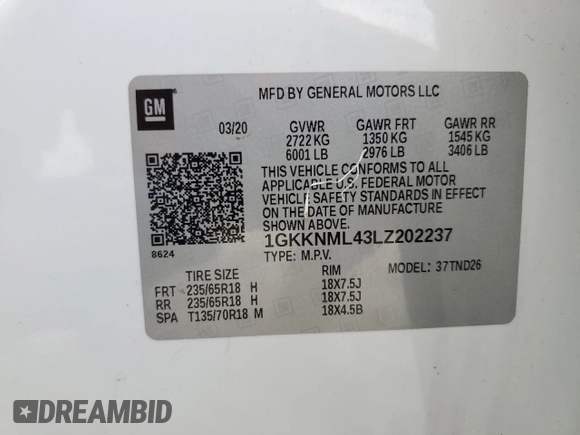 GM
MFD BY GENERAL MOTORS LLC
03/20 GVWR GAWR FRT GAWR RR
2722 KG 1350 KG 1545 KG
6001 LB 2976 LB 3406 LB
THIS VEHICLE CONFORMS TO ALL
APPLICABLE U.S. FEDERAL MOTOR
VEHICLE SAFETY STANDARDS IN EFFECT
ON THE DATE OF MANUFACTURE
SHOWN ABOVE.
1GKKNML43LZ202237
8624
TYPE: M.P.V. MODEL: 37TND26
TIRE SIZE RIM
FRT 235/65R18 H 18X7.5J
RR 235/65R18 H 18X7.5J
SPA T135/70R18 M 18X4.5B
DREAMBID